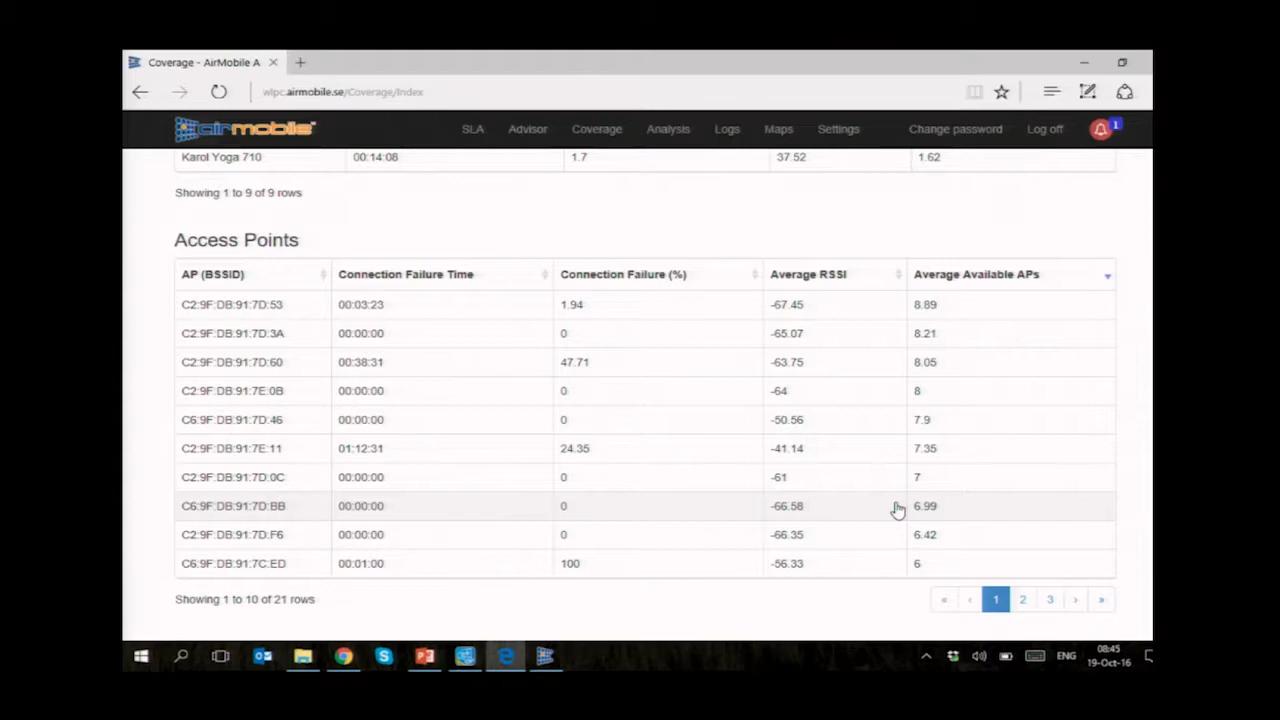 Coverage - AirMobile A
wlpc.airmobile.se/Coverage/Index
airmobile SLA Advisor Coverage Analysis Logs Maps Settings Change password Log off 1
Karol Yoga 710 00:14:08 1.7 37.52 1.62
Showing 1 to 9 of 9 rows
Access Points
AP (BSSID) Connection Failure Time Connection Failure (%) Average RSSI Average Available APs
C2:9F:DB:91:7D:53 00:03:23 1.94 -67.45 8.89
C2:9F:DB:91:7D:3A 00:00:00 0 -65.07 8.21
C2:9F:DB:91:7D:60 00:38:31 47.71 -63.75 8.05
C2:9F:DB:91:7E:0B 00:00:00 0 -64 8
C6:9F:DB:91:7D:46 00:00:00 0 -50.56 7.9
C2:9F:DB:91:7E:11 01:12:31 24.35 -41.14 7.35
C2:9F:DB:91:7D:0C 00:00:00 0 -61 7
C6:9F:DB:91:7D:BB 00:00:00 0 -66.58 6.99
C2:9F:DB:91:7D:F6 00:00:00 0 -66.35 6.42
C6:9F:DB:91:7C:ED 00:01:00 100 -56.33 6
Showing 1 to 10 of 21 rows « ‹ 1 2 3 › »
ENG 08:45
19-Oct-16